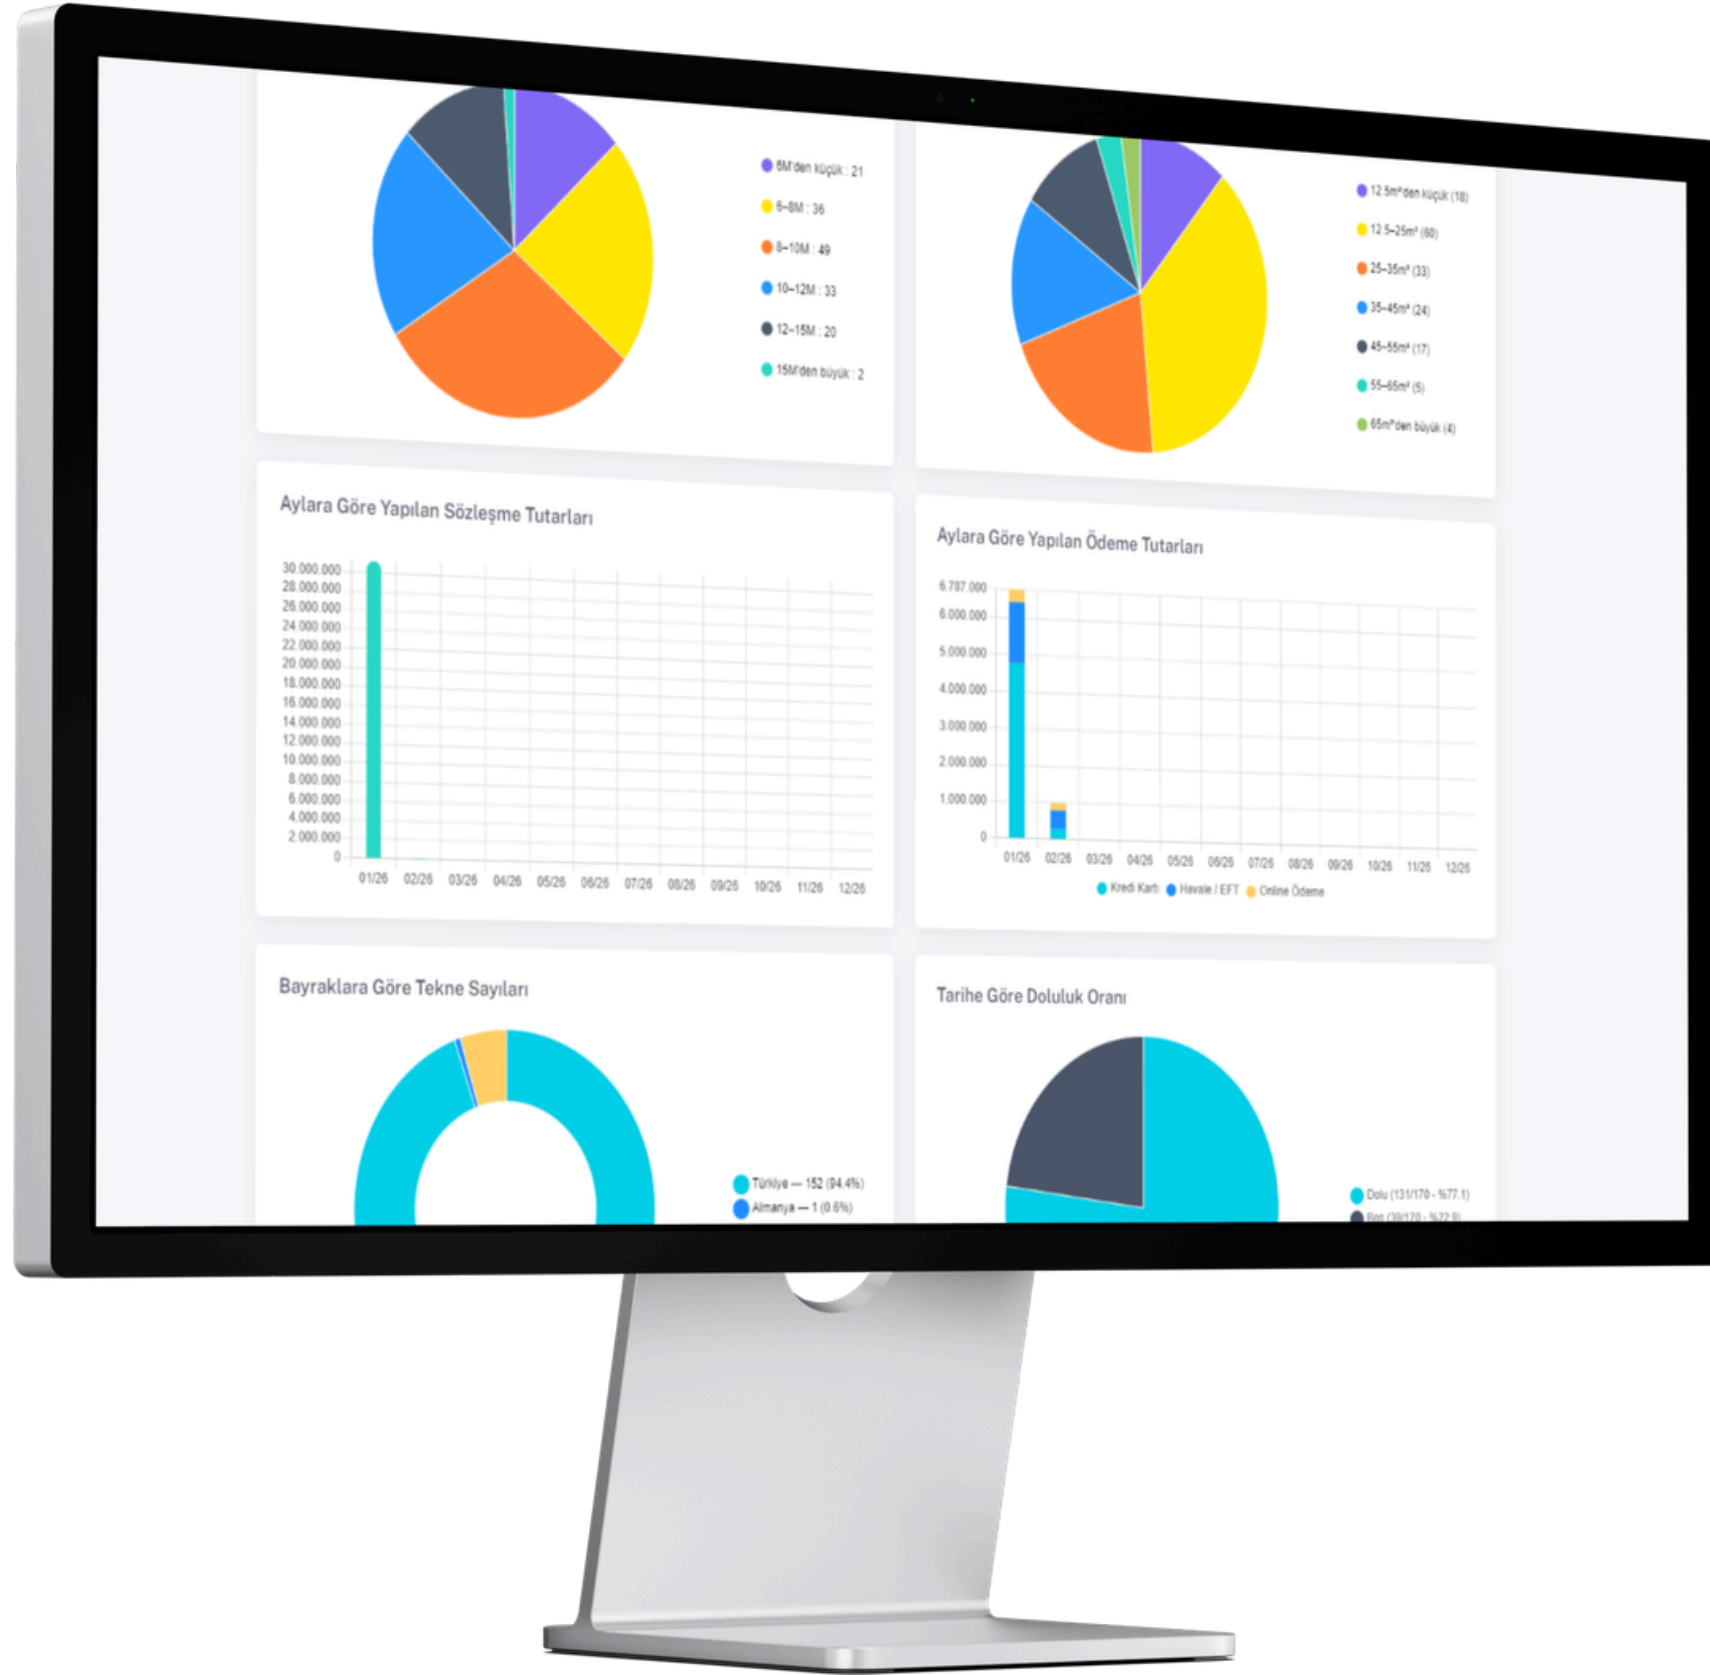 6M'den küçük : 21
6–8M : 36
8–10M : 49
10–12M : 33
12–15M : 20
15M'den büyük : 2
12.5m²den küçük (18)
12.5–25m² (60)
25–35m² (33)
35–45m² (24)
45–55m² (17)
55–65m² (5)
65m²den büyük (4)
Aylara Göre Yapılan Sözleşme Tutarları
30.000.000
28.000.000
26.000.000
24.000.000
22.000.000
20.000.000
18.000.000
16.000.000
14.000.000
12.000.000
10.000.000
8.000.000
6.000.000
4.000.000
2.000.000
0
01/26 02/26 03/26 04/26 05/26 06/26 07/26 08/26 09/26 10/26 11/26 12/26
Aylara Göre Yapılan Ödeme Tutarları
6.787.000
6.000.000
5.000.000
4.000.000
3.000.000
2.000.000
1.000.000
0
01/26 02/26 03/26 04/26 05/26 06/26 07/26 08/26 09/26 10/26 11/26 12/26
Kredi Kartı Havale / EFT Online Ödeme
Bayraklara Göre Tekne Sayıları
Türkiye — 152 (94.4%)
Almanya — 1 (0.6%)
Tarihe Göre Doluluk Oranı
Dolu (131/170 - %77.1)
Boş (39/170 - %22.9)